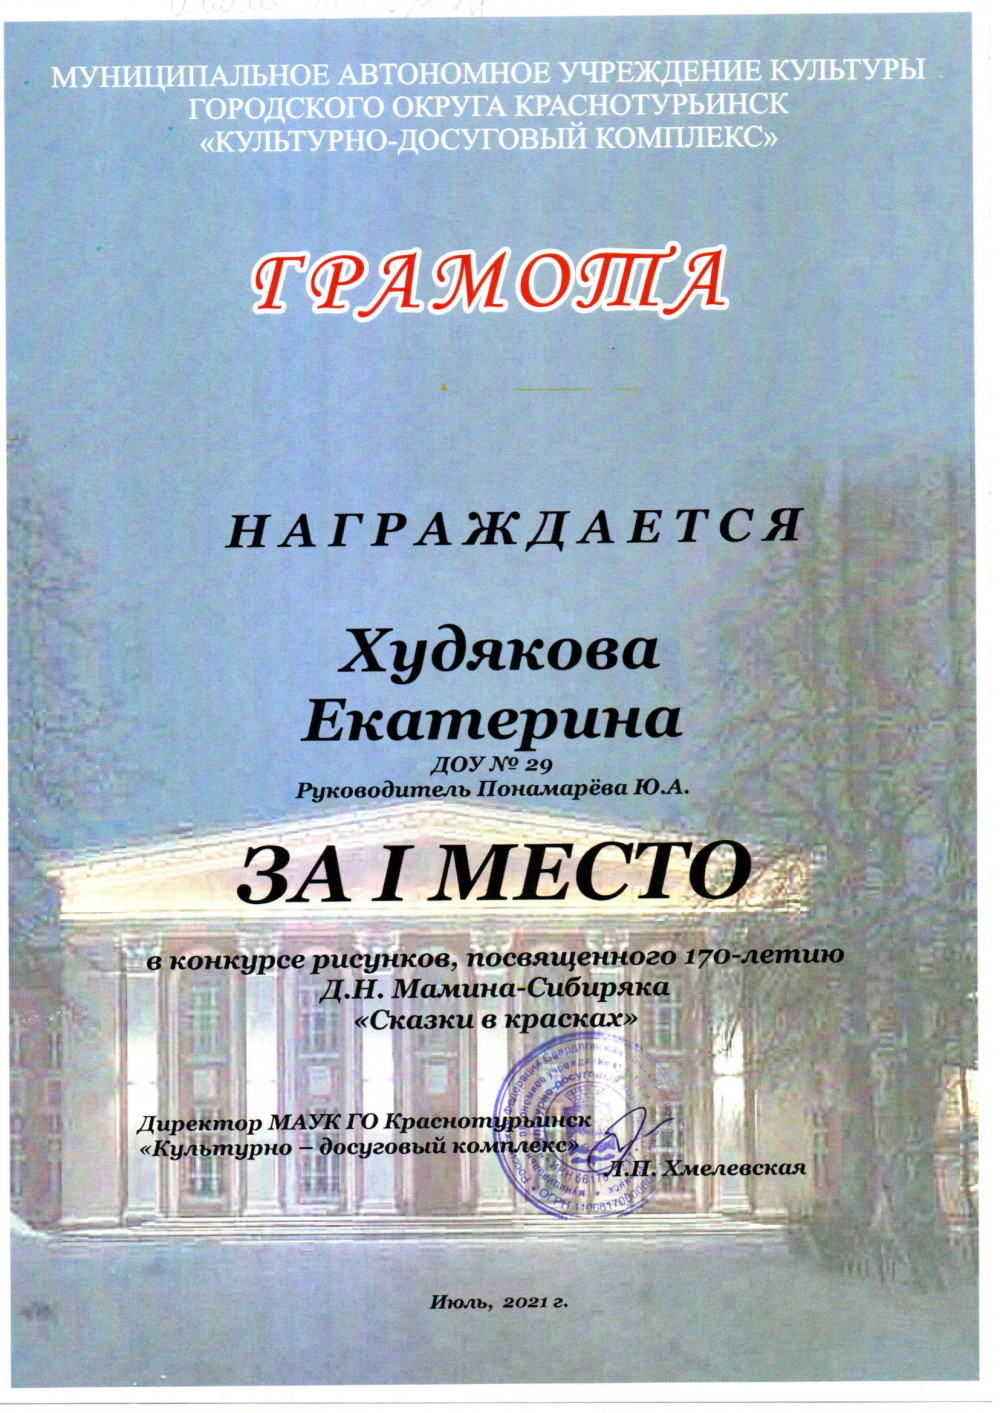 МУНИЦИПАЛЬНОЕ АВТОНОМНОЕ УЧРЕЖДЕНИЕ КУЛЬТУРЫ
ГОРОДСКОГО ОКРУГА КРАСНОТУРЬИНСК
«КУЛЬТУРНО-ДОСУГОВЫЙ КОМПЛЕКС»
ГРАМОТА
НАГРАЖДАЕТСЯ
Худякова
Екатерина
ДОУ № 29
Руководитель Понамарёва Ю.А.
ЗА I МЕСТО
в конкурсе рисунков, посвященного 170-летию
Д.Н. Мамина-Сибиряка
«Сказки в красках»
Директор МАУК ГО Краснотурьинск
«Культурно – досуговый комплекс»
Л.П. Хмелевская
Июль, 2021 г.